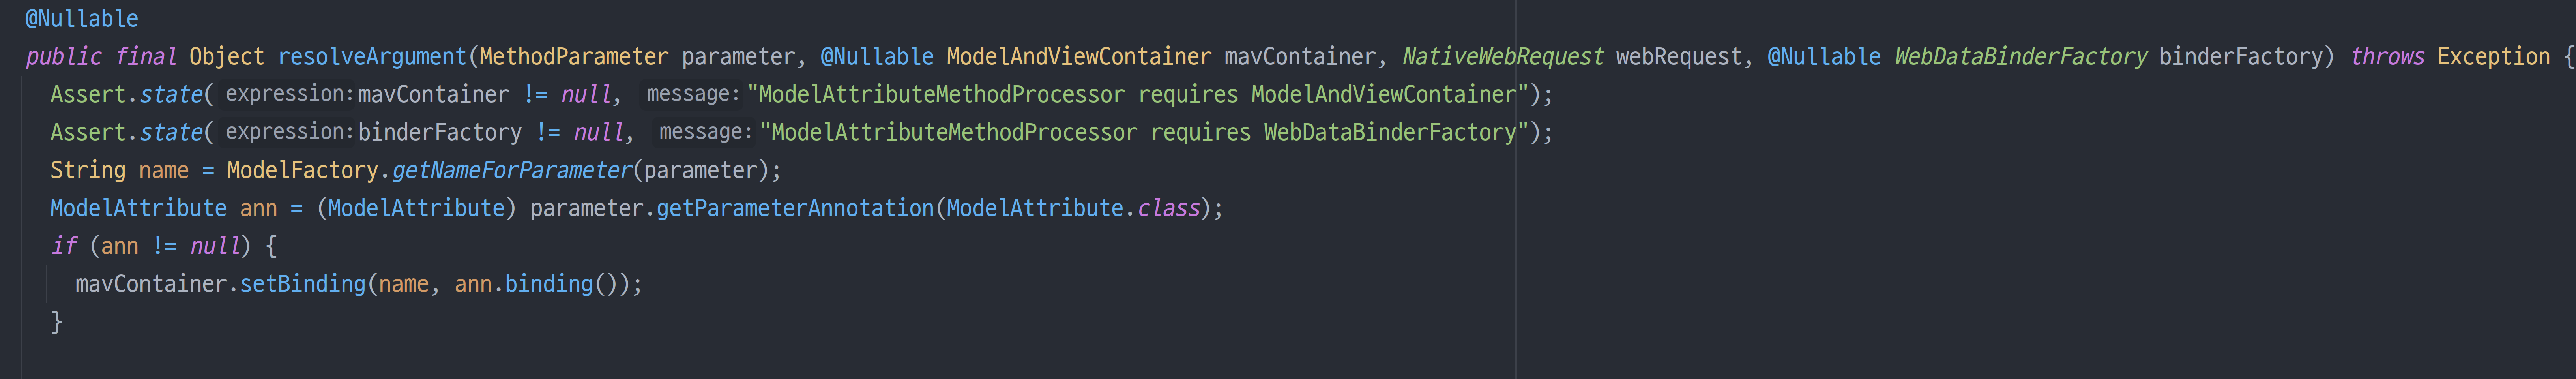 @Nullable
public final Object resolveArgument(MethodParameter parameter, @Nullable ModelAndViewContainer mavContainer, NativeWebRequest webRequest, @Nullable WebDataBinderFactory binderFactory) throws Exception {
Assert.state( expression: mavContainer != null, message: "ModelAttributeMethodProcessor requires ModelAndViewContainer");
Assert.state( expression: binderFactory != null, message: "ModelAttributeMethodProcessor requires WebDataBinderFactory");
String name = ModelFactory.getNameForParameter(parameter);
ModelAttribute ann = (ModelAttribute) parameter.getParameterAnnotation(ModelAttribute.class);
if (ann != null) {
mavContainer.setBinding(name, ann.binding());
}